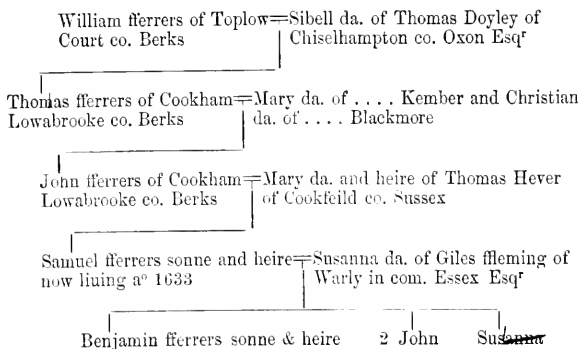 William fferrers of Toplow=Sibell da. of Thomas Doyley of
Court co. Berks Chiselhampton co. Oxon Esqr
Thomas fferrers of Cookham=Mary da. of .... Kember and Christian
Lowabrooke co. Berks da. of .... Blackmore
John fferrers of Cookham=Mary da. and heire of Thomas Hever
Lowabrooke co. Berks of Cookfeild co. Sussex
Samuel fferrers sonne and heire=Susanna da. of Giles ffleming of
now liuing aº 1633 Warly in com. Essex Esqr
Benjamin fferrers sonne & heire 2 John Susanna